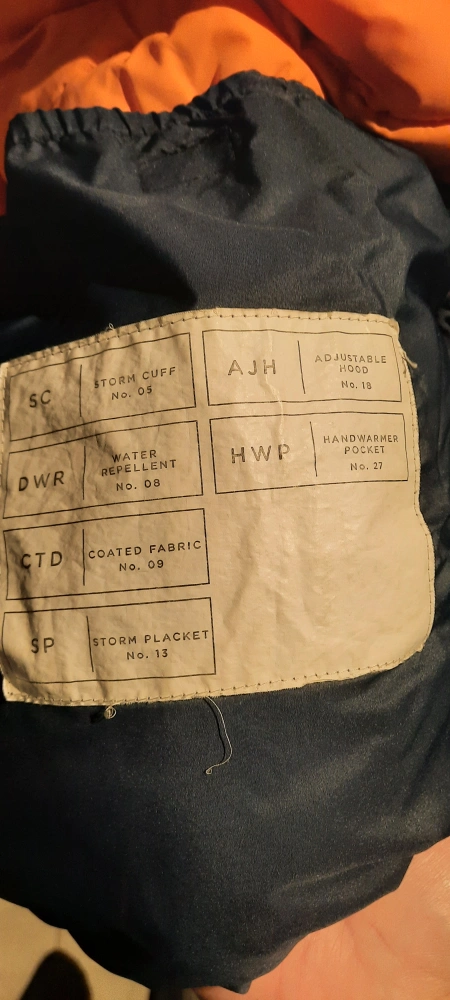 SC
STORM CUFF
No. 05
DWR
WATER
REPELLENT
No. 08
CTD
COATED FABRIC
No. 09
SP
STORM PLACKET
No. 13
AJH
ADJUSTABLE
HOOD
No. 18
HWP
HANDWARMER
POCKET
No. 27